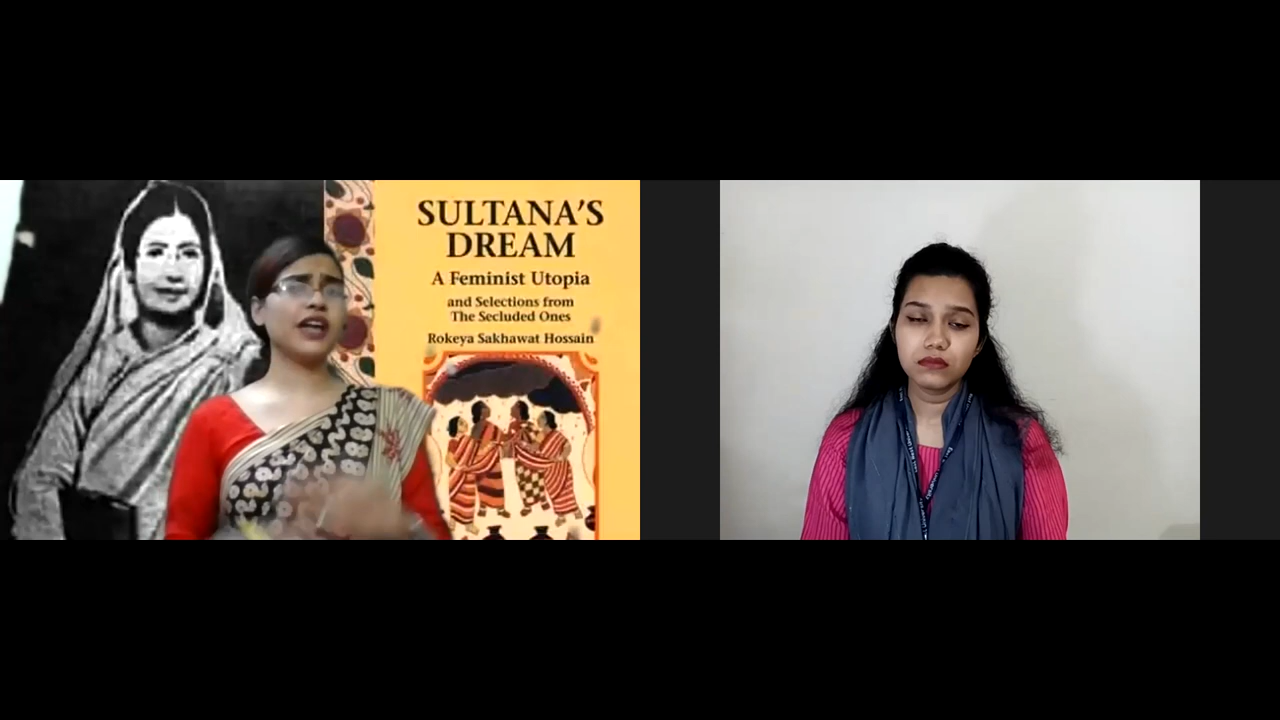 SULTANA'S
DREAM
A Feminist Utopia
and Selections from
The Secluded Ones
Rokeya Sakhawat Hossain